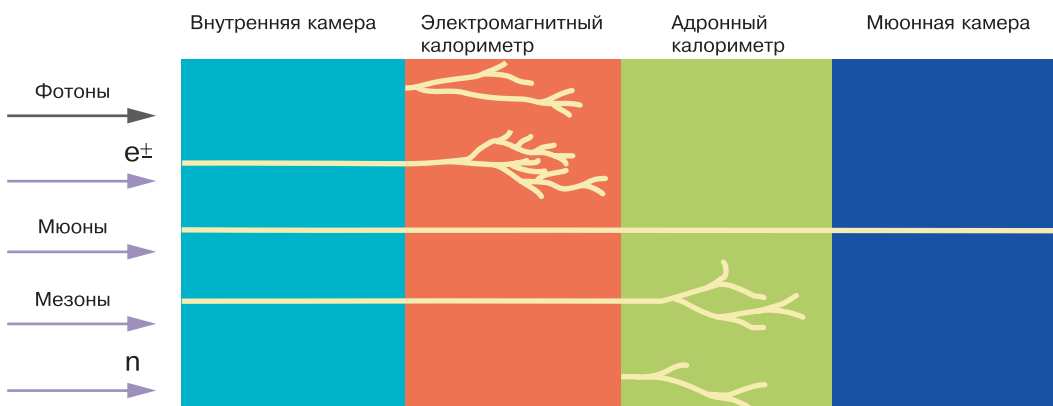 Внутренняя камера
Электромагнитный
калориметр
Адронный
калориметр
Мюонная камера
Фотоны
e±
Мюоны
Мезоны
n